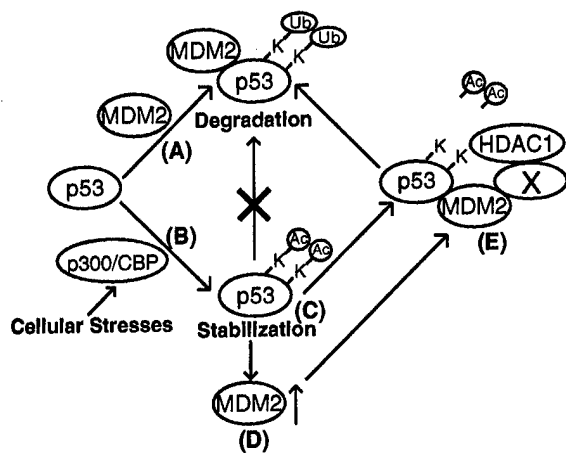 MDM2
K Ub
K Ub
p53
Degradation
MDM2
(A)
p53
(B)
p300/CBP
Cellular Stresses
K Ac
K Ac
p53
Stabilization
(C)
MDM2
(D)
Ac
Ac
K
K
HDAC1
p53
X
MDM2
(E)